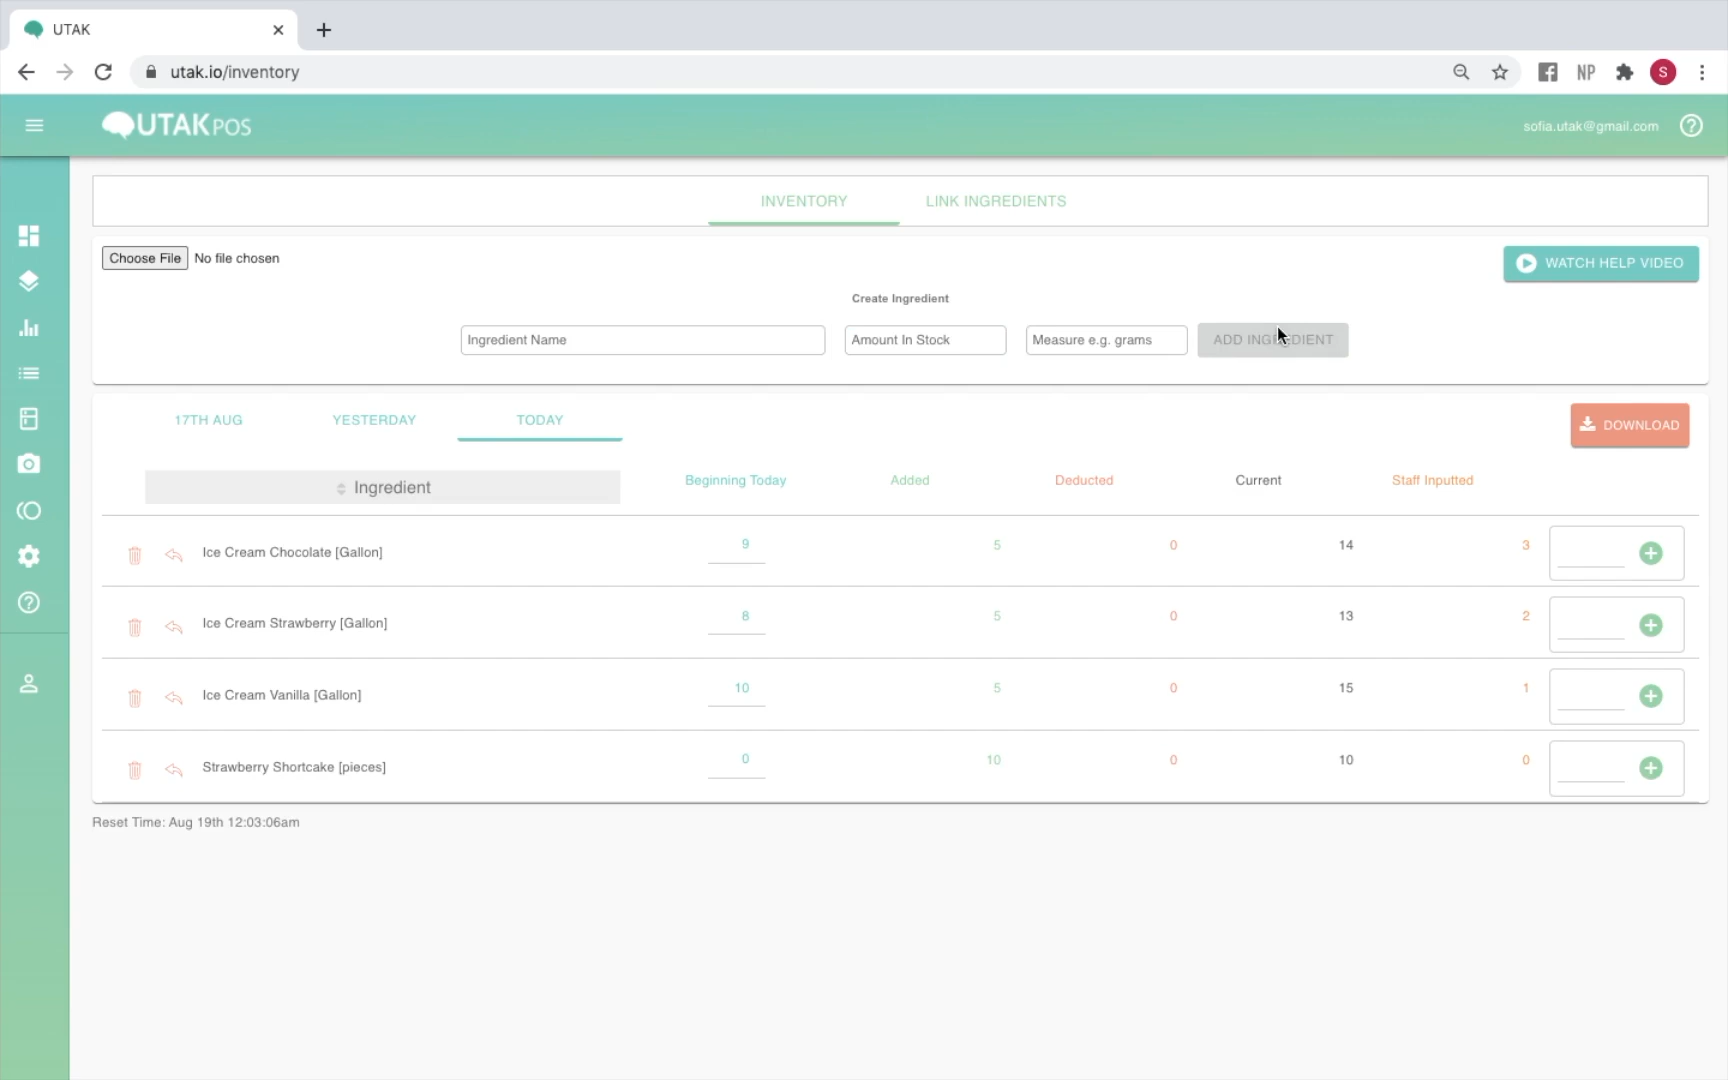 UTAK
utak.io/inventory
NP
S
UTAK POS
sofia.utak@gmail.com
INVENTORY
LINK INGREDIENTS
Choose File No file chosen
WATCH HELP VIDEO
Create Ingredient
Ingredient Name
Amount In Stock
Measure e.g. grams
ADD INGREDIENT
17TH AUG
YESTERDAY
TODAY
DOWNLOAD
Ingredient Beginning Today Added Deducted Current Staff Inputted
Ice Cream Chocolate [Gallon] 9 5 0 14 3
Ice Cream Strawberry [Gallon] 8 5 0 13 2
Ice Cream Vanilla [Gallon] 10 5 0 15 1
Strawberry Shortcake [pieces] 0 10 0 10 0
Reset Time: Aug 19th 12:03:06am